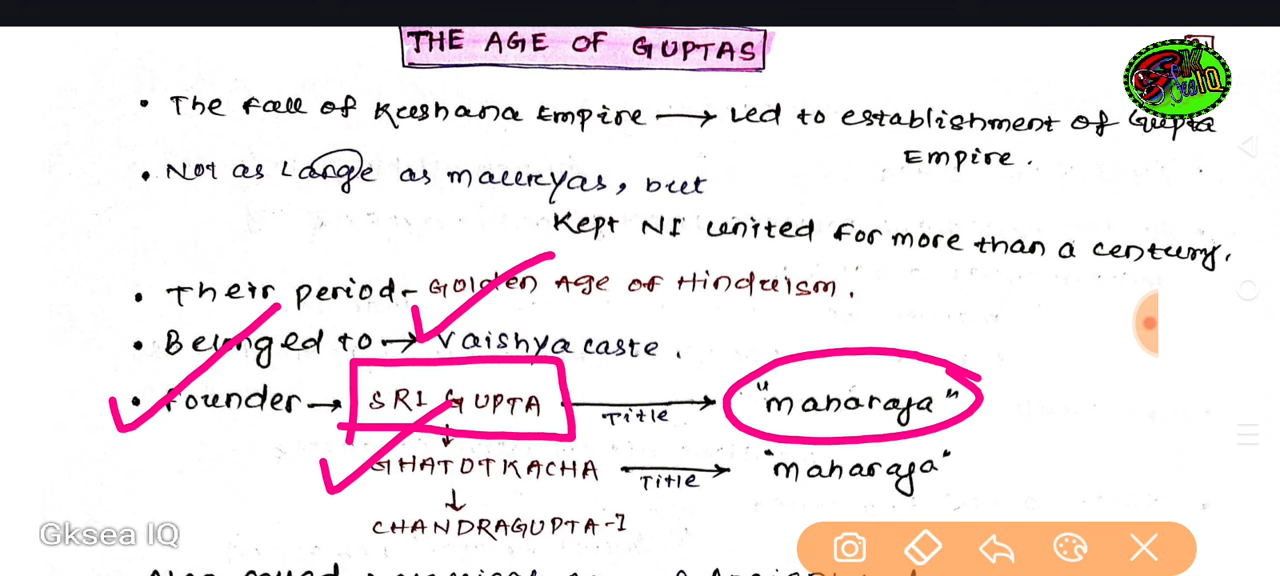 THE AGE OF GUPTAS
• The Fall of Kushana Empire → Led to establishment of Gupta
Empire.
• Not as Large as mauryas, but
Kept NI united for more than a century.
• Their period - Golden Age of Hinduism.
• Belonged to → Vaishya caste.
• Founder → SRI GUPTA Title → "maharaja"
↓
GHATOTKACHA Title → "maharaja"
↓
CHANDRAGUPTA-I
IQ
Gksea IQ